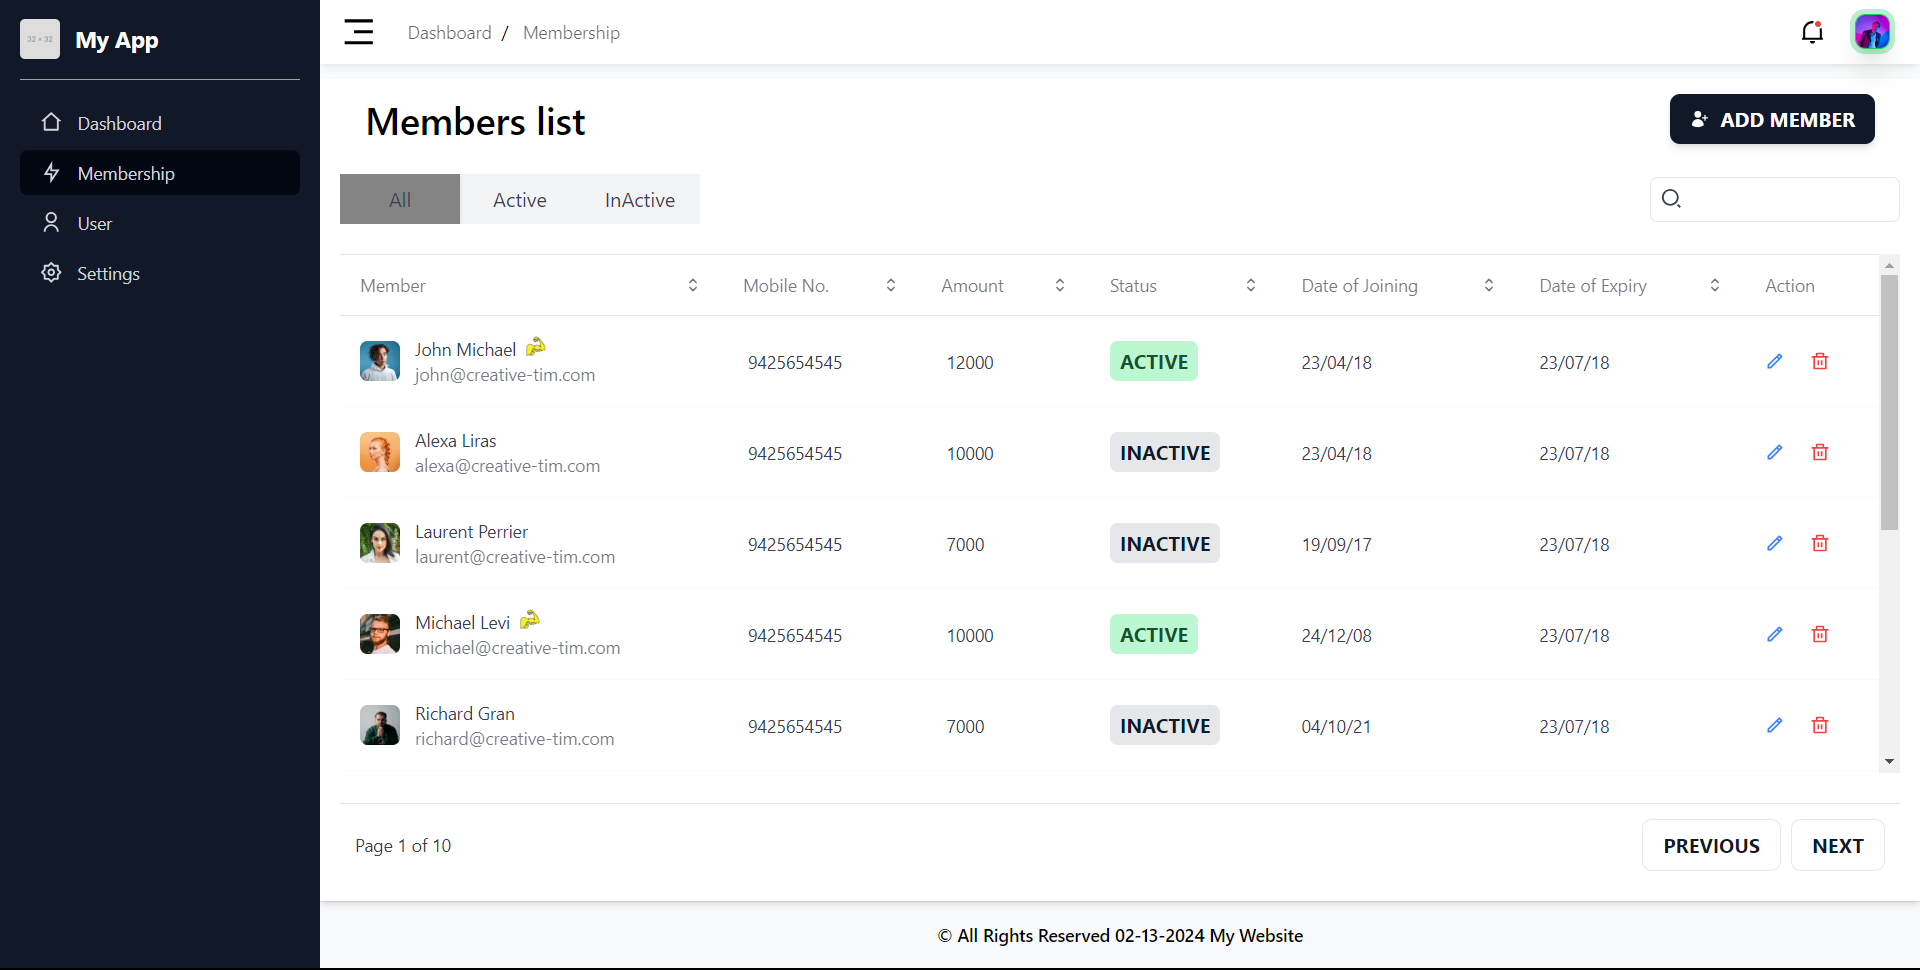 32 × 32
My App
Dashboard
Membership
User
Settings
Dashboard / Membership
Members list
ADD MEMBER
All Active InActive
Member Mobile No. Amount Status Date of Joining Date of Expiry Action
John Michael
john@creative-tim.com
9425654545 12000 ACTIVE 23/04/18 23/07/18
Alexa Liras
alexa@creative-tim.com
9425654545 10000 INACTIVE 23/04/18 23/07/18
Laurent Perrier
laurent@creative-tim.com
9425654545 7000 INACTIVE 19/09/17 23/07/18
Michael Levi
michael@creative-tim.com
9425654545 10000 ACTIVE 24/12/08 23/07/18
Richard Gran
richard@creative-tim.com
9425654545 7000 INACTIVE 04/10/21 23/07/18
Page 1 of 10
PREVIOUS NEXT
© All Rights Reserved 02-13-2024 My Website